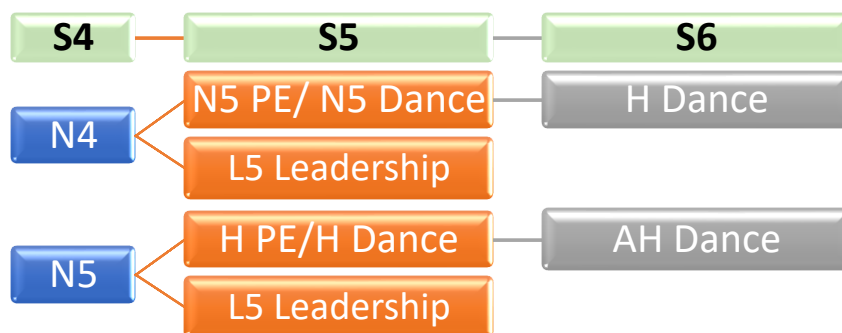 S4 S5 S6
N5 PE/ N5 Dance H Dance
N4
L5 Leadership
H PE/H Dance AH Dance
N5
L5 Leadership